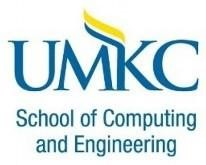 UMKC
School of Computing
and Engineering